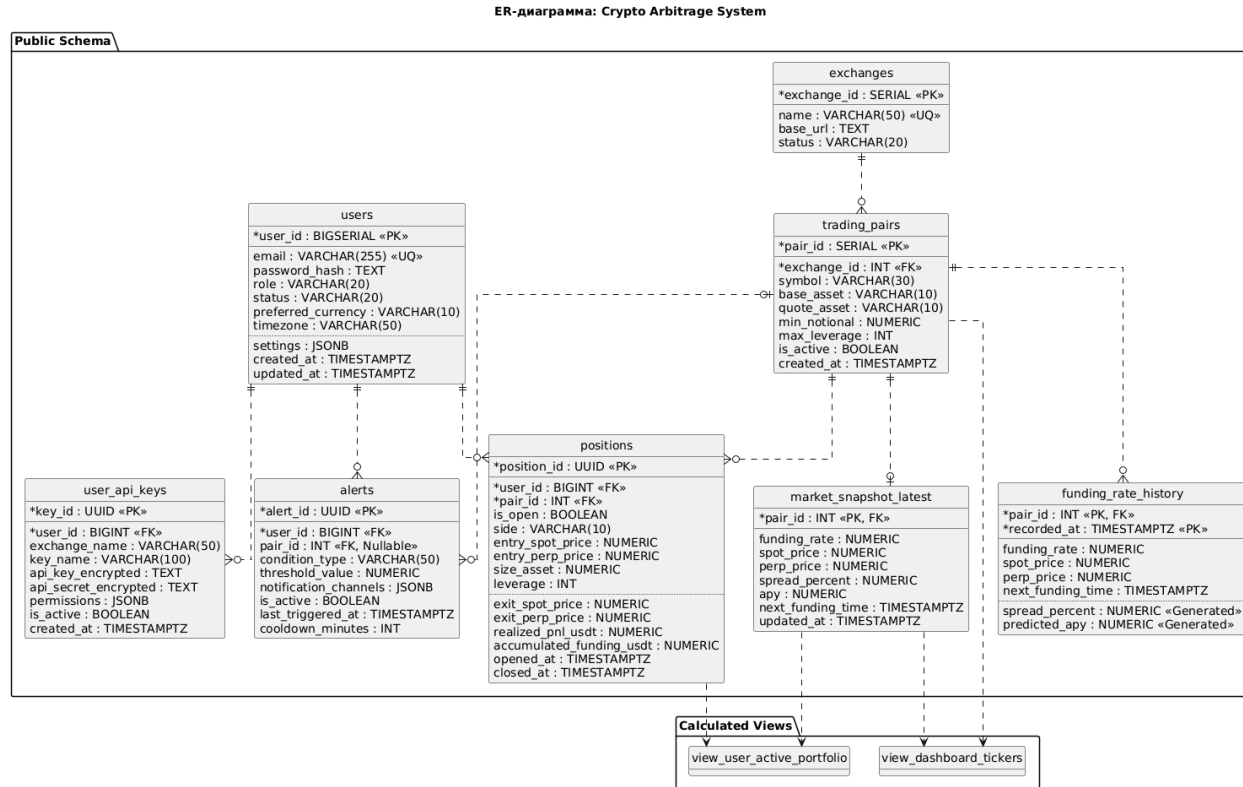 ER-диаграмма: Crypto Arbitrage System
Public Schema
exchanges
*exchange_id : SERIAL «PK»
name : VARCHAR(50) «UQ»
base_url : TEXT
status : VARCHAR(20)
users
*user_id : BIGSERIAL «PK»
email : VARCHAR(255) «UQ»
password_hash : TEXT
role : VARCHAR(20)
status : VARCHAR(20)
preferred_currency : VARCHAR(10)
timezone : VARCHAR(50)
settings : JSONB
created_at : TIMESTAMPTZ
updated_at : TIMESTAMPTZ
trading_pairs
*pair_id : SERIAL «PK»
*exchange_id : INT «FK»
symbol : VARCHAR(30)
base_asset : VARCHAR(10)
quote_asset : VARCHAR(10)
min_notional : NUMERIC
max_leverage : INT
is_active : BOOLEAN
created_at : TIMESTAMPTZ
user_api_keys
*key_id : UUID «PK»
*user_id : BIGINT «FK»
exchange_name : VARCHAR(50)
key_name : VARCHAR(100)
api_key_encrypted : TEXT
api_secret_encrypted : TEXT
permissions : JSONB
is_active : BOOLEAN
created_at : TIMESTAMPTZ
alerts
*alert_id : UUID «PK»
*user_id : BIGINT «FK»
pair_id : INT «FK, Nullable»
condition_type : VARCHAR(50)
threshold_value : NUMERIC
notification_channels : JSONB
is_active : BOOLEAN
last_triggered_at : TIMESTAMPTZ
cooldown_minutes : INT
positions
*position_id : UUID «PK»
*user_id : BIGINT «FK»
*pair_id : INT «FK»
is_open : BOOLEAN
side : VARCHAR(10)
entry_spot_price : NUMERIC
entry_perp_price : NUMERIC
size_asset : NUMERIC
leverage : INT
exit_spot_price : NUMERIC
exit_perp_price : NUMERIC
realized_pnl_usdt : NUMERIC
accumulated_funding_usdt : NUMERIC
opened_at : TIMESTAMPTZ
closed_at : TIMESTAMPTZ
market_snapshot_latest
*pair_id : INT «PK, FK»
funding_rate : NUMERIC
spot_price : NUMERIC
perp_price : NUMERIC
spread_percent : NUMERIC
apy : NUMERIC
next_funding_time : TIMESTAMPTZ
updated_at : TIMESTAMPTZ
funding_rate_history
*pair_id : INT «PK, FK»
*recorded_at : TIMESTAMPTZ «PK»
funding_rate : NUMERIC
spot_price : NUMERIC
perp_price : NUMERIC
next_funding_time : TIMESTAMPTZ
spread_percent : NUMERIC «Generated»
predicted_apy : NUMERIC «Generated»
Calculated Views
view_user_active_portfolio
view_dashboard_tickers